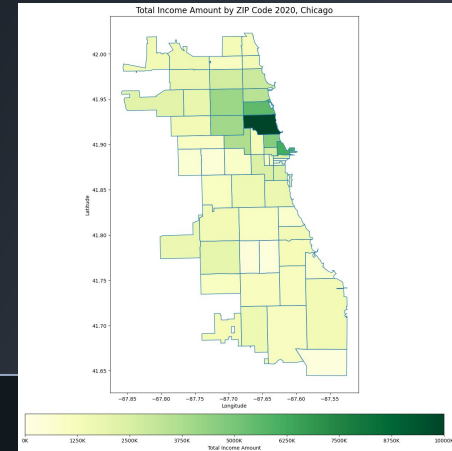 Total Income Amount by ZIP Code 2020, Chicago
42.00
41.95
41.90
41.85
41.80
41.75
41.70
41.65
Latitude
−87.85 −87.80 −87.75 −87.70 −87.65 −87.60 −87.55
Longitude
0K 1250K 2500K 3750K 5000K 6250K 7500K 8750K 10000K
Total Income Amount